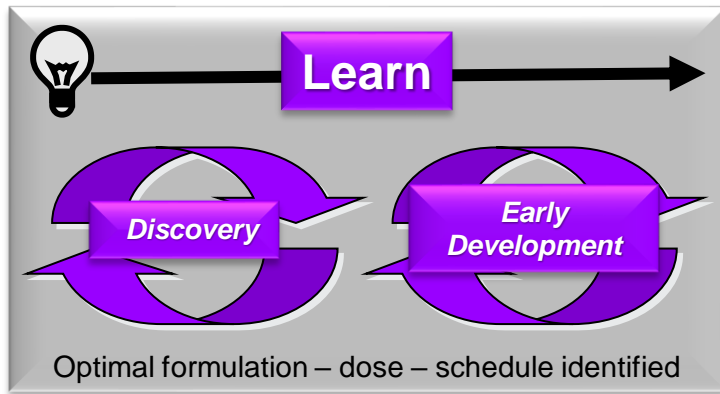 Learn
Discovery
Early
Development
Optimal formulation – dose – schedule identified